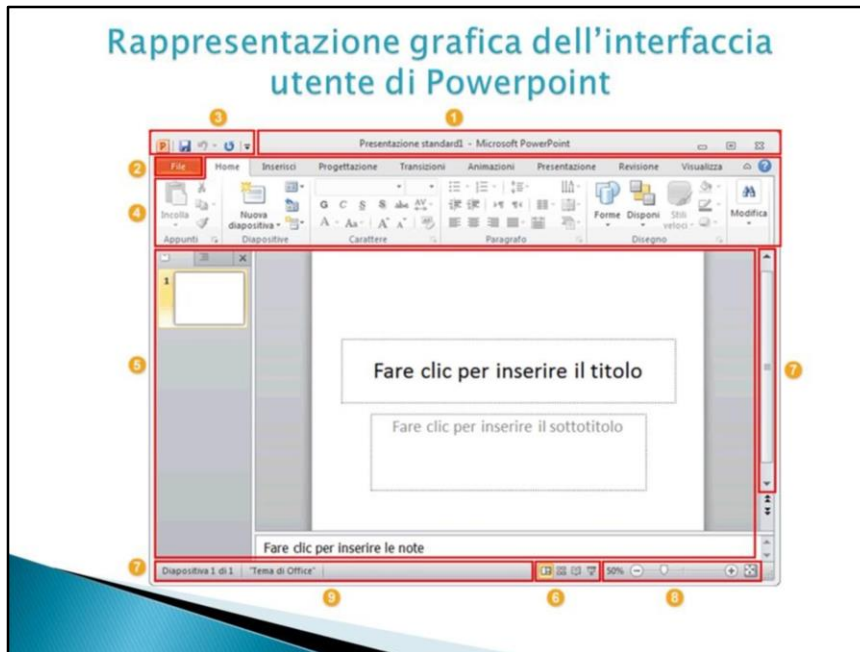 Rappresentazione grafica dell'interfaccia
utente di Powerpoint
3 1
Presentazione standard1 - Microsoft PowerPoint
2 File Home Inserisci Progettazione Transizioni Animazioni Presentazione Revisione Visualizza
4
Incolla Nuova diapositiva Forme Disponi Stili veloci Modifica
G C S S abc AV
A Aa A A
Appunti Diapositive Carattere Paragrafo Disegno
1
5 7
Fare clic per inserire il titolo
Fare clic per inserire il sottotitolo
Fare clic per inserire le note
7 Diapositiva 1 di 1 "Tema di Office" 50%
9 6 8